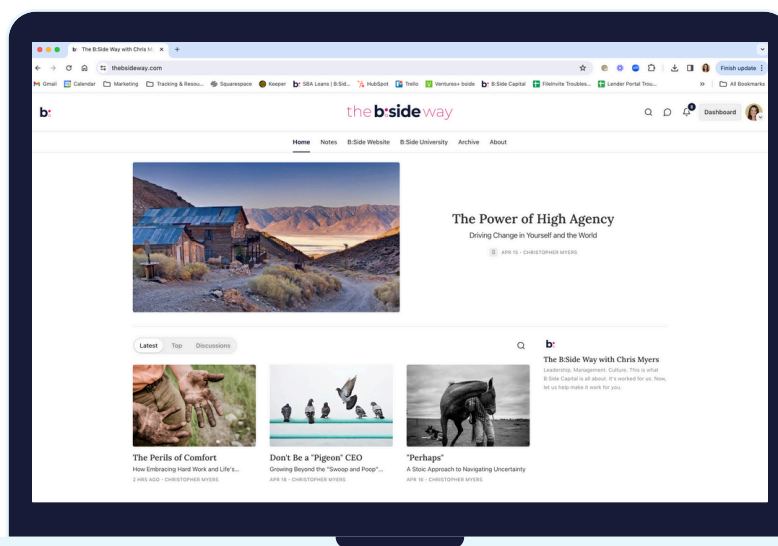 b: The B:Side Way with Chris My
thebsideway.com
Finish update
Gmail Calendar Marketing Tracking & Resou... Squarespace Keeper b: SBA Loans | B:Sid... HubSpot Trello Ventures+ bside b: B:Side Capital FileInvite Troubles... Lender Portal Trou... All Bookmarks
b:
the b:side way
4
Dashboard
Home Notes B:Side Website B:Side University Archive About
The Power of High Agency
Driving Change in Yourself and the World
APR 15 • CHRISTOPHER MYERS
Latest Top Discussions
b:
The B:Side Way with Chris Myers
Leadership. Management. Culture. This is what
B:Side Capital is all about. It's worked for us. Now,
let us help make it work for you.
The Perils of Comfort
How Embracing Hard Work and Life's...
2 HRS AGO • CHRISTOPHER MYERS
Don't Be a "Pigeon" CEO
Growing Beyond the "Swoop and Poop"...
APR 18 • CHRISTOPHER MYERS
"Perhaps"
A Stoic Approach to Navigating Uncertainty
APR 16 • CHRISTOPHER MYERS